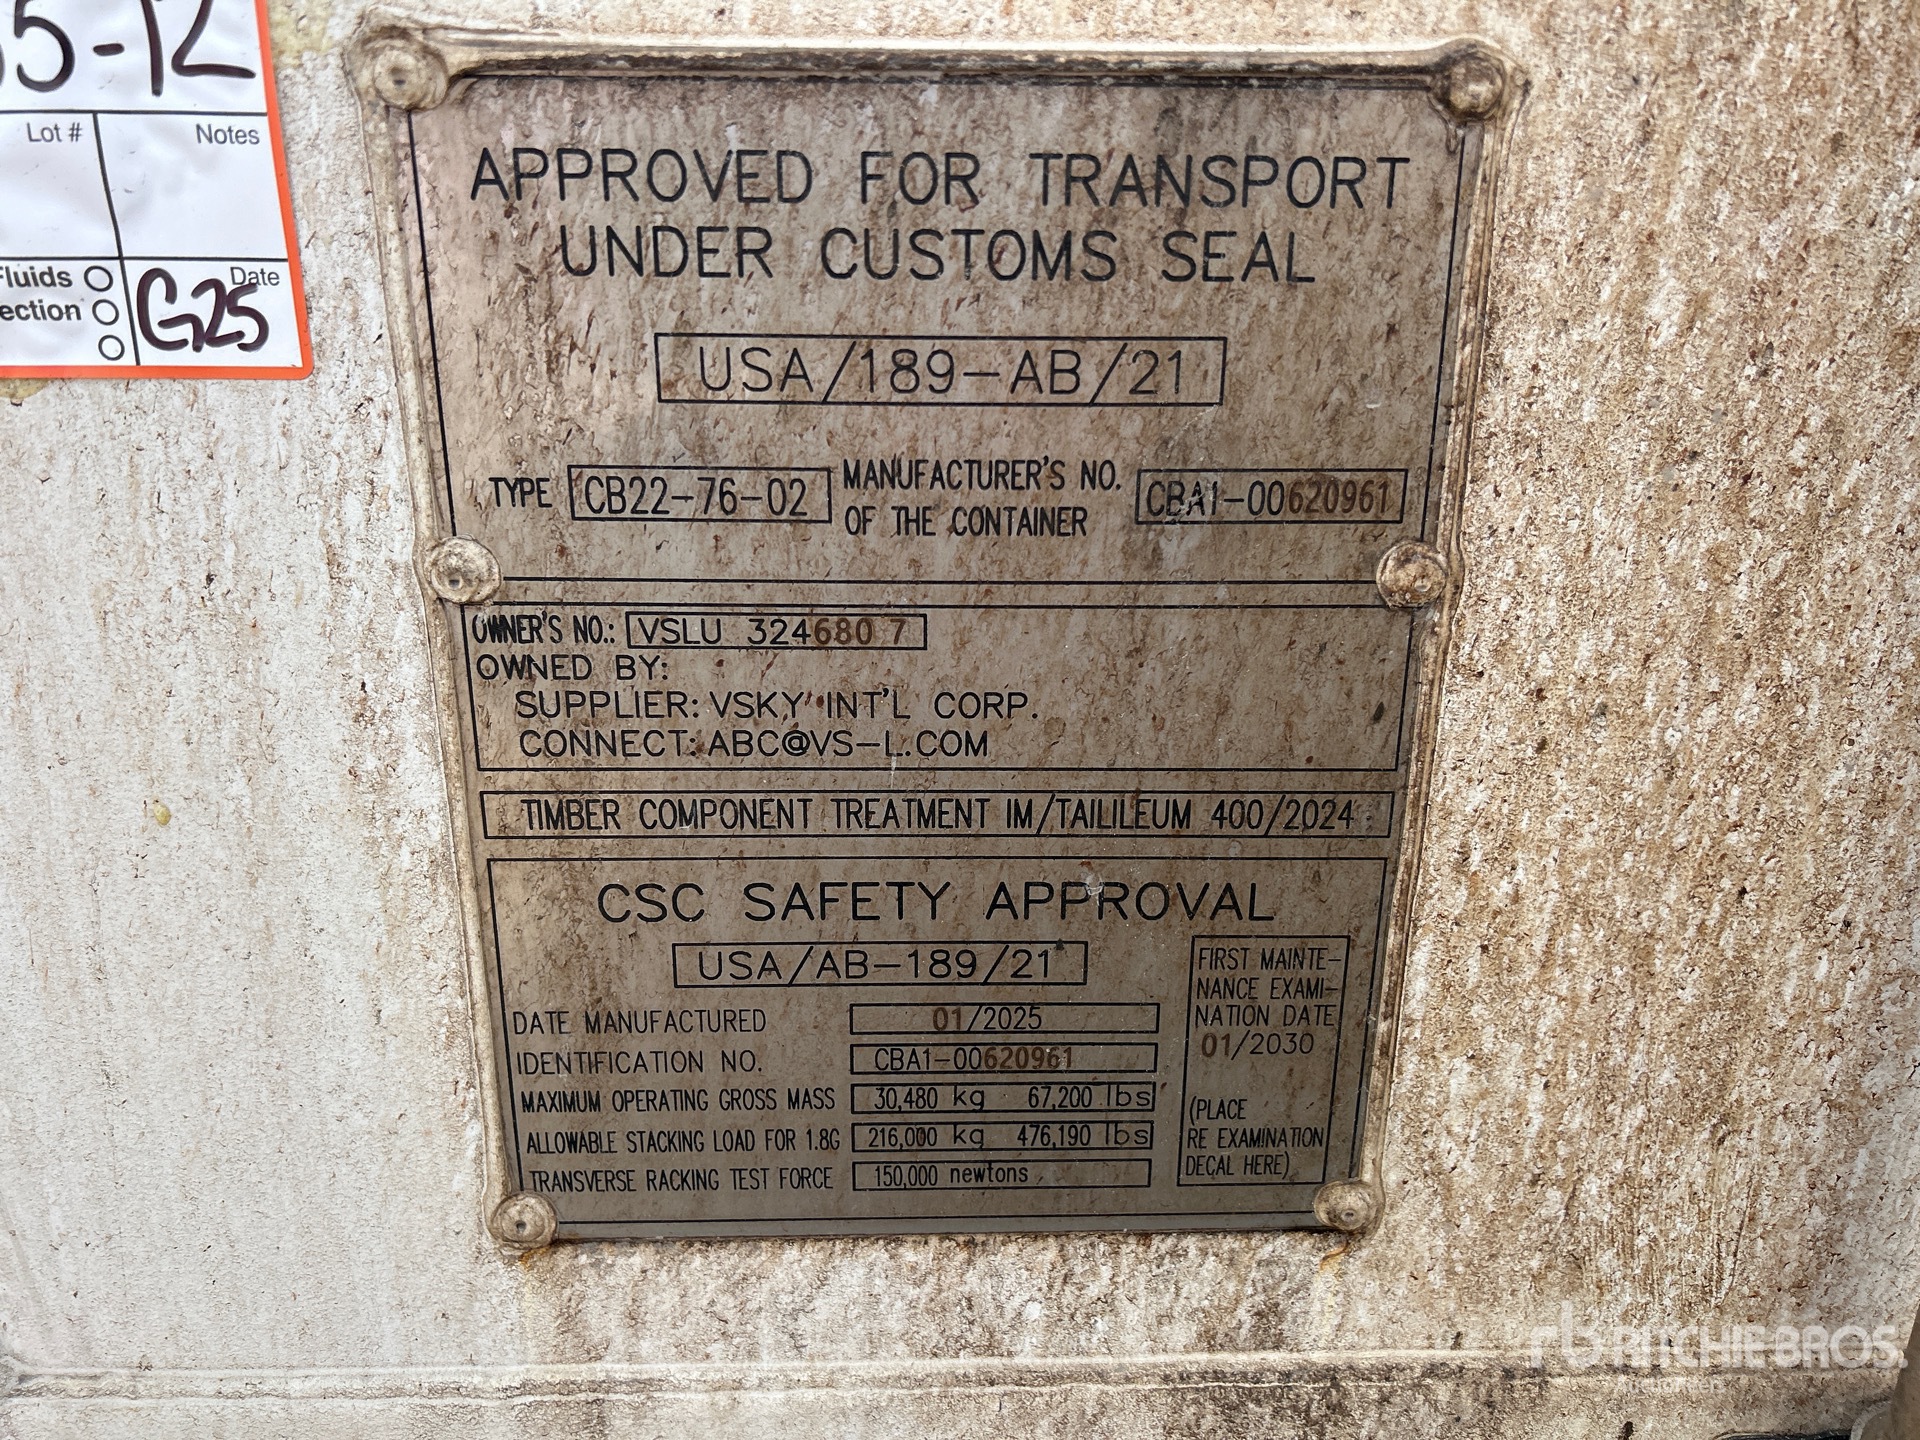 5-12
Lot #
Notes
Fluids
Date
ection
G25
APPROVED FOR TRANSPORT
UNDER CUSTOMS SEAL
USA/189-AB/21
TYPE CB22-76-02 MANUFACTURER'S NO.
OF THE CONTAINER CBA1-00620961
OWNER'S NO.: VSLU 324680 7
OWNED BY:
SUPPLIER: VSKY INT'L CORP.
CONNECT: ABC@VS-L.COM
TIMBER COMPONENT TREATMENT IM/TAILILEUM 400/2024
CSC SAFETY APPROVAL
USA/AB-189/21
DATE MANUFACTURED 01/2025
IDENTIFICATION NO. CBA1-00620961
MAXIMUM OPERATING GROSS MASS 30,480 kg 67,200 lbs
ALLOWABLE STACKING LOAD FOR 1.8G 216,000 kg 476,190 lbs
TRANSVERSE RACKING TEST FORCE 150,000 newtons
FIRST MAINTE-
NANCE EXAMI-
NATION DATE
01/2030
(PLACE
RE EXAMINATION
DECAL HERE)
rb RITCHIE BROS.
Auctioneers